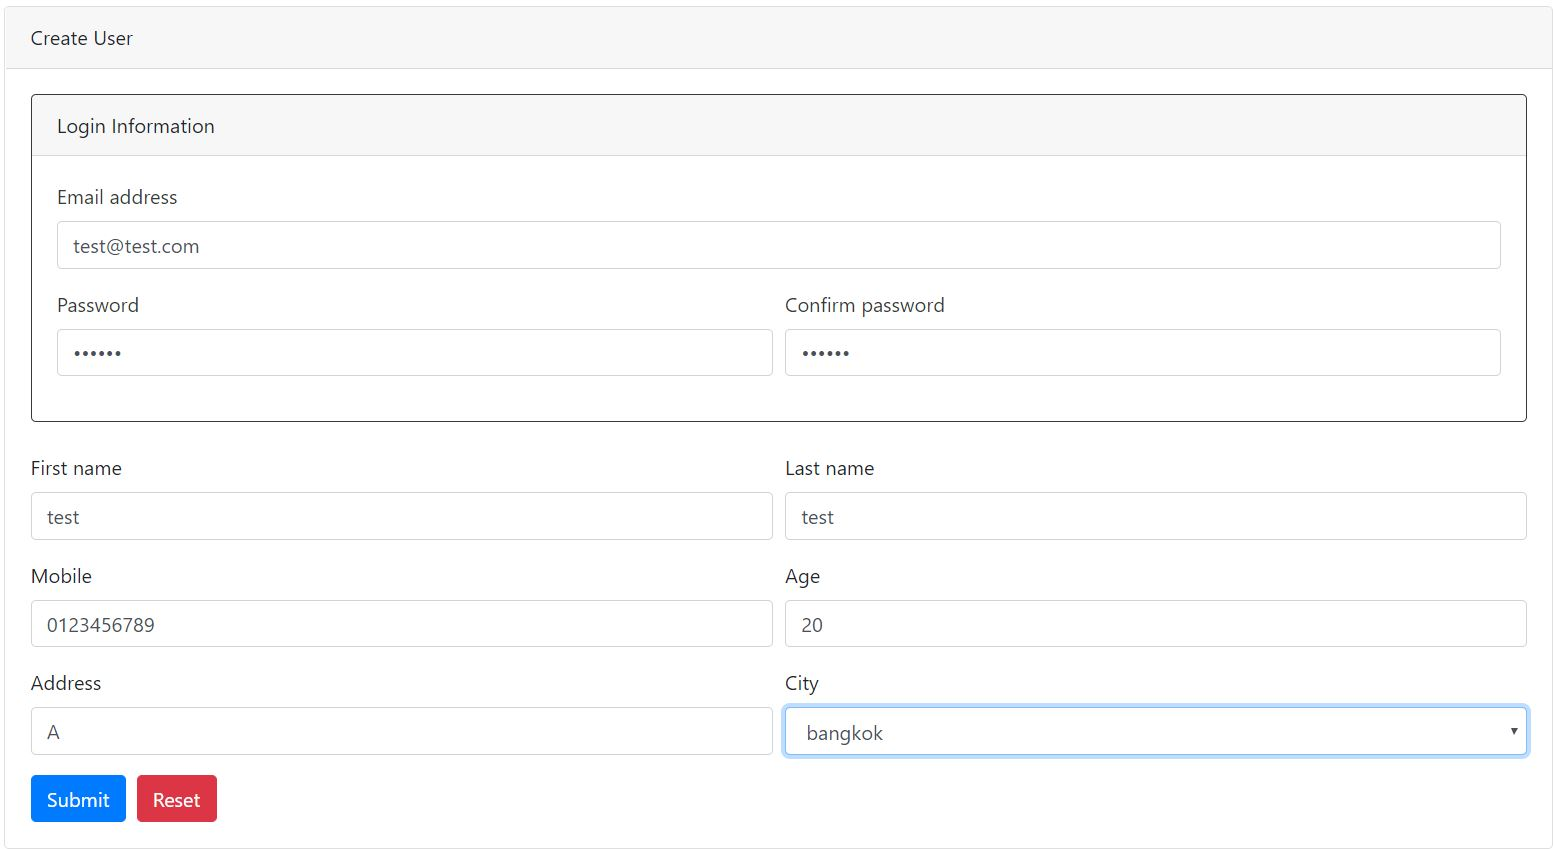 Create User
Login Information
Email address
test@test.com
Password Confirm password
•••••• ••••••
First name Last name
test test
Mobile Age
0123456789 20
Address City
A bangkok
Submit Reset